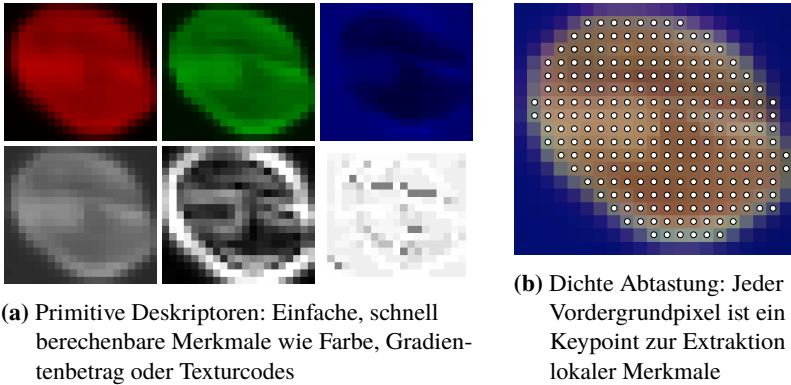 (a) Primitive Deskriptoren: Einfache, schnell
berechenbare Merkmale wie Farbe, Gradien-
tenbetrag oder Texturcodes
(b) Dichte Abtastung: Jeder
Vordergrundpixel ist ein
Keypoint zur Extraktion
lokaler Merkmale